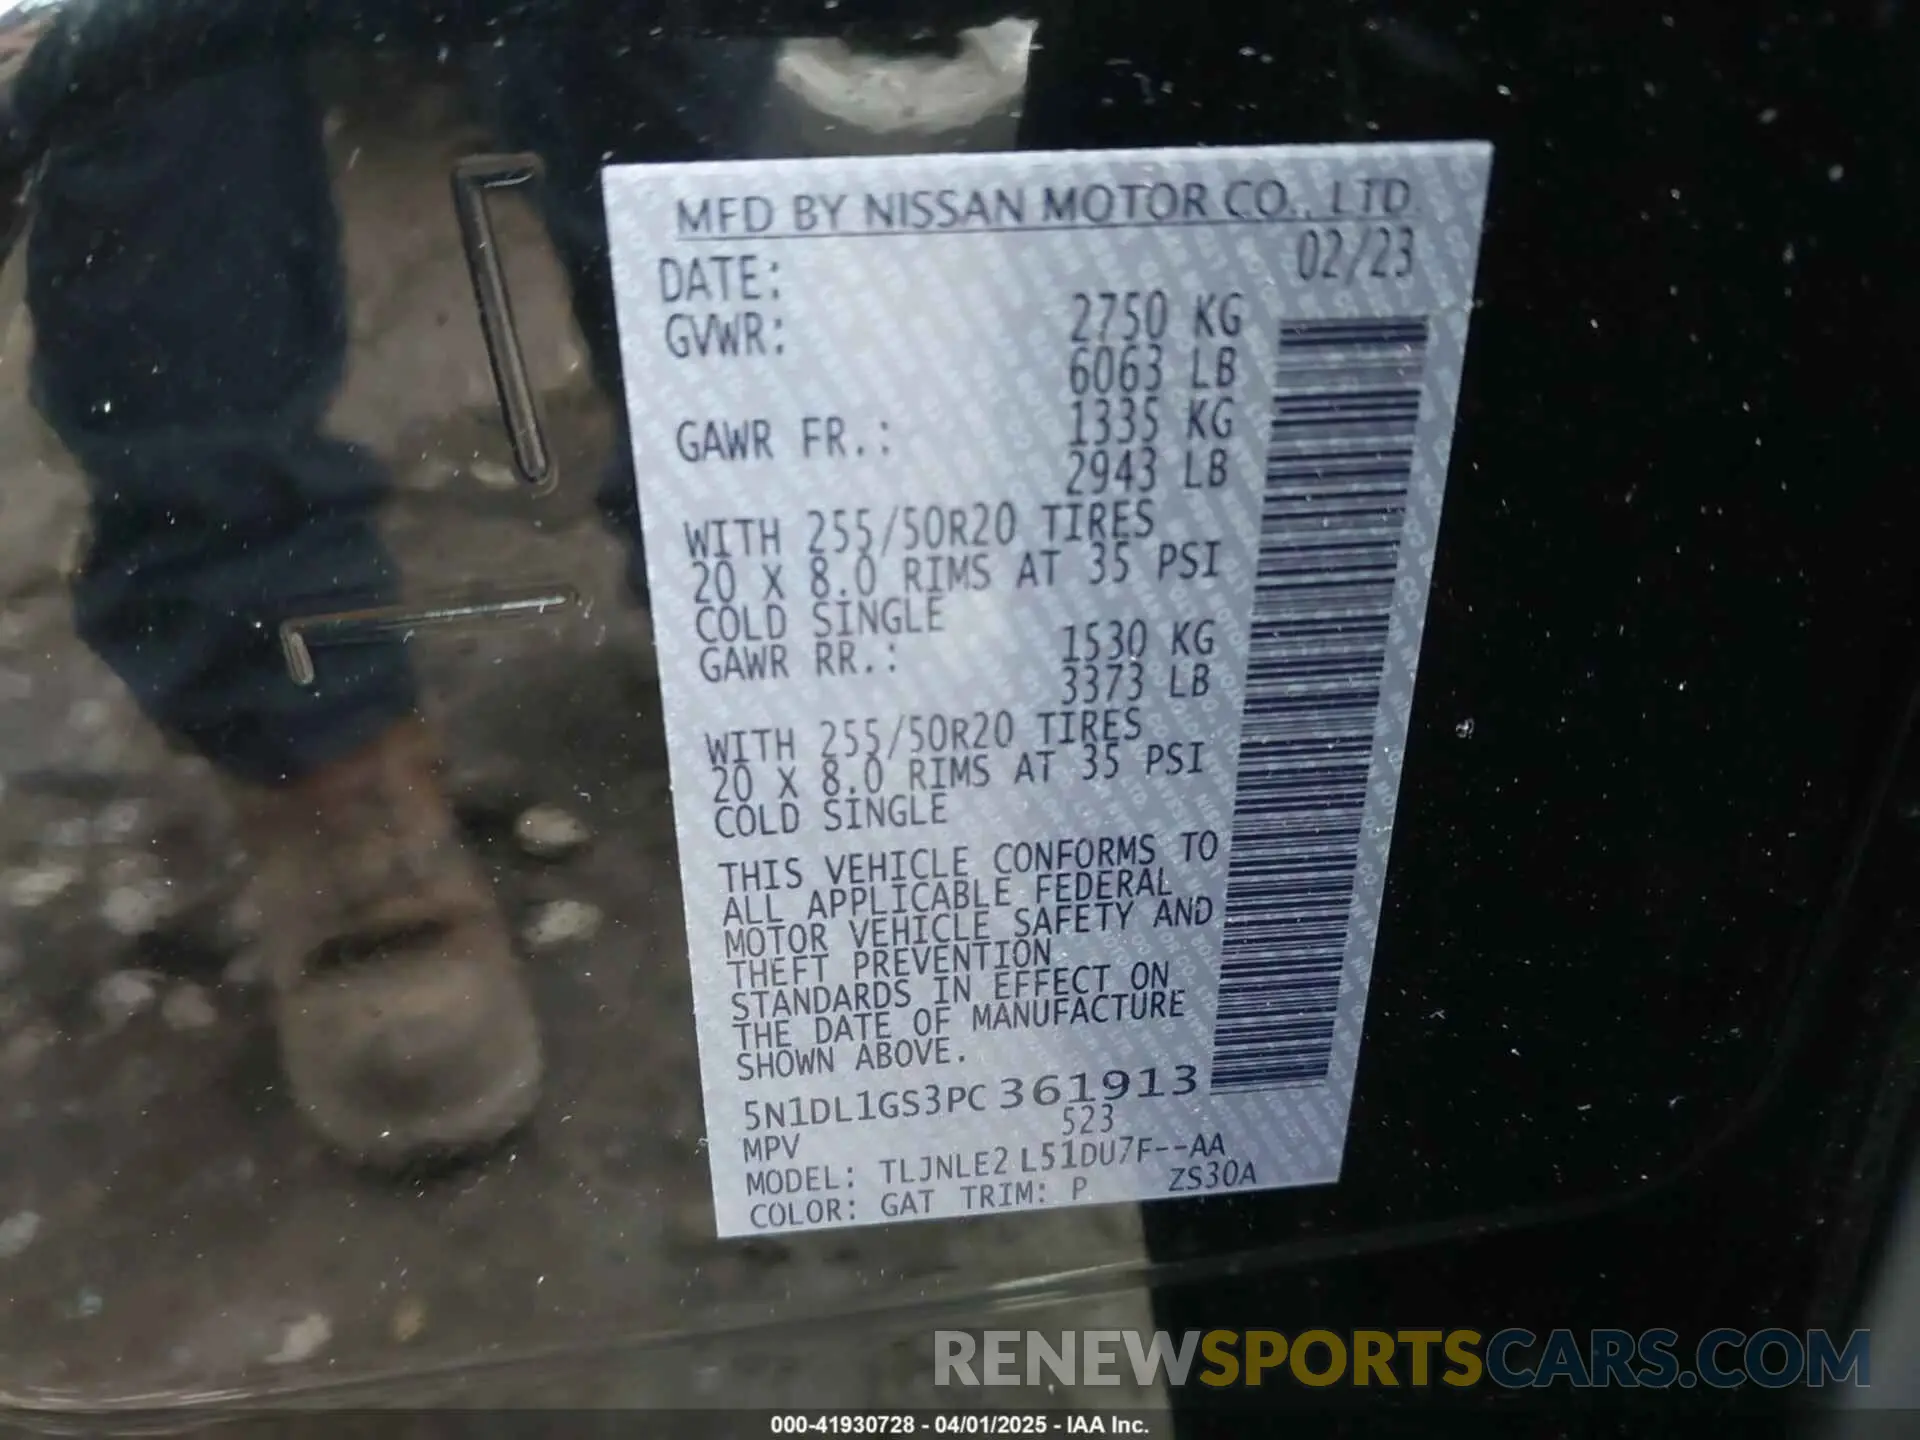 MFD BY NISSAN MOTOR CO., LTD.
DATE: 02/23
GVWR: 2750 KG
6063 LB
GAWR FR.: 1335 KG
2943 LB
WITH 255/50R20 TIRES
20 X 8.0 RIMS AT 35 PSI
COLD SINGLE
GAWR RR.: 1530 KG
3373 LB
WITH 255/50R20 TIRES
20 X 8.0 RIMS AT 35 PSI
COLD SINGLE
THIS VEHICLE CONFORMS TO
ALL APPLICABLE FEDERAL
MOTOR VEHICLE SAFETY AND
THEFT PREVENTION
STANDARDS IN EFFECT ON
THE DATE OF MANUFACTURE
SHOWN ABOVE.
5N1DL1GS3PC361913
523
MPV
MODEL: TLJNLE2 L51DU7F--AA
COLOR: GAT TRIM: P ZS30A
RENEWSPORTSCARS.COM
000-41930728 - 04/01/2025 - IAA Inc.